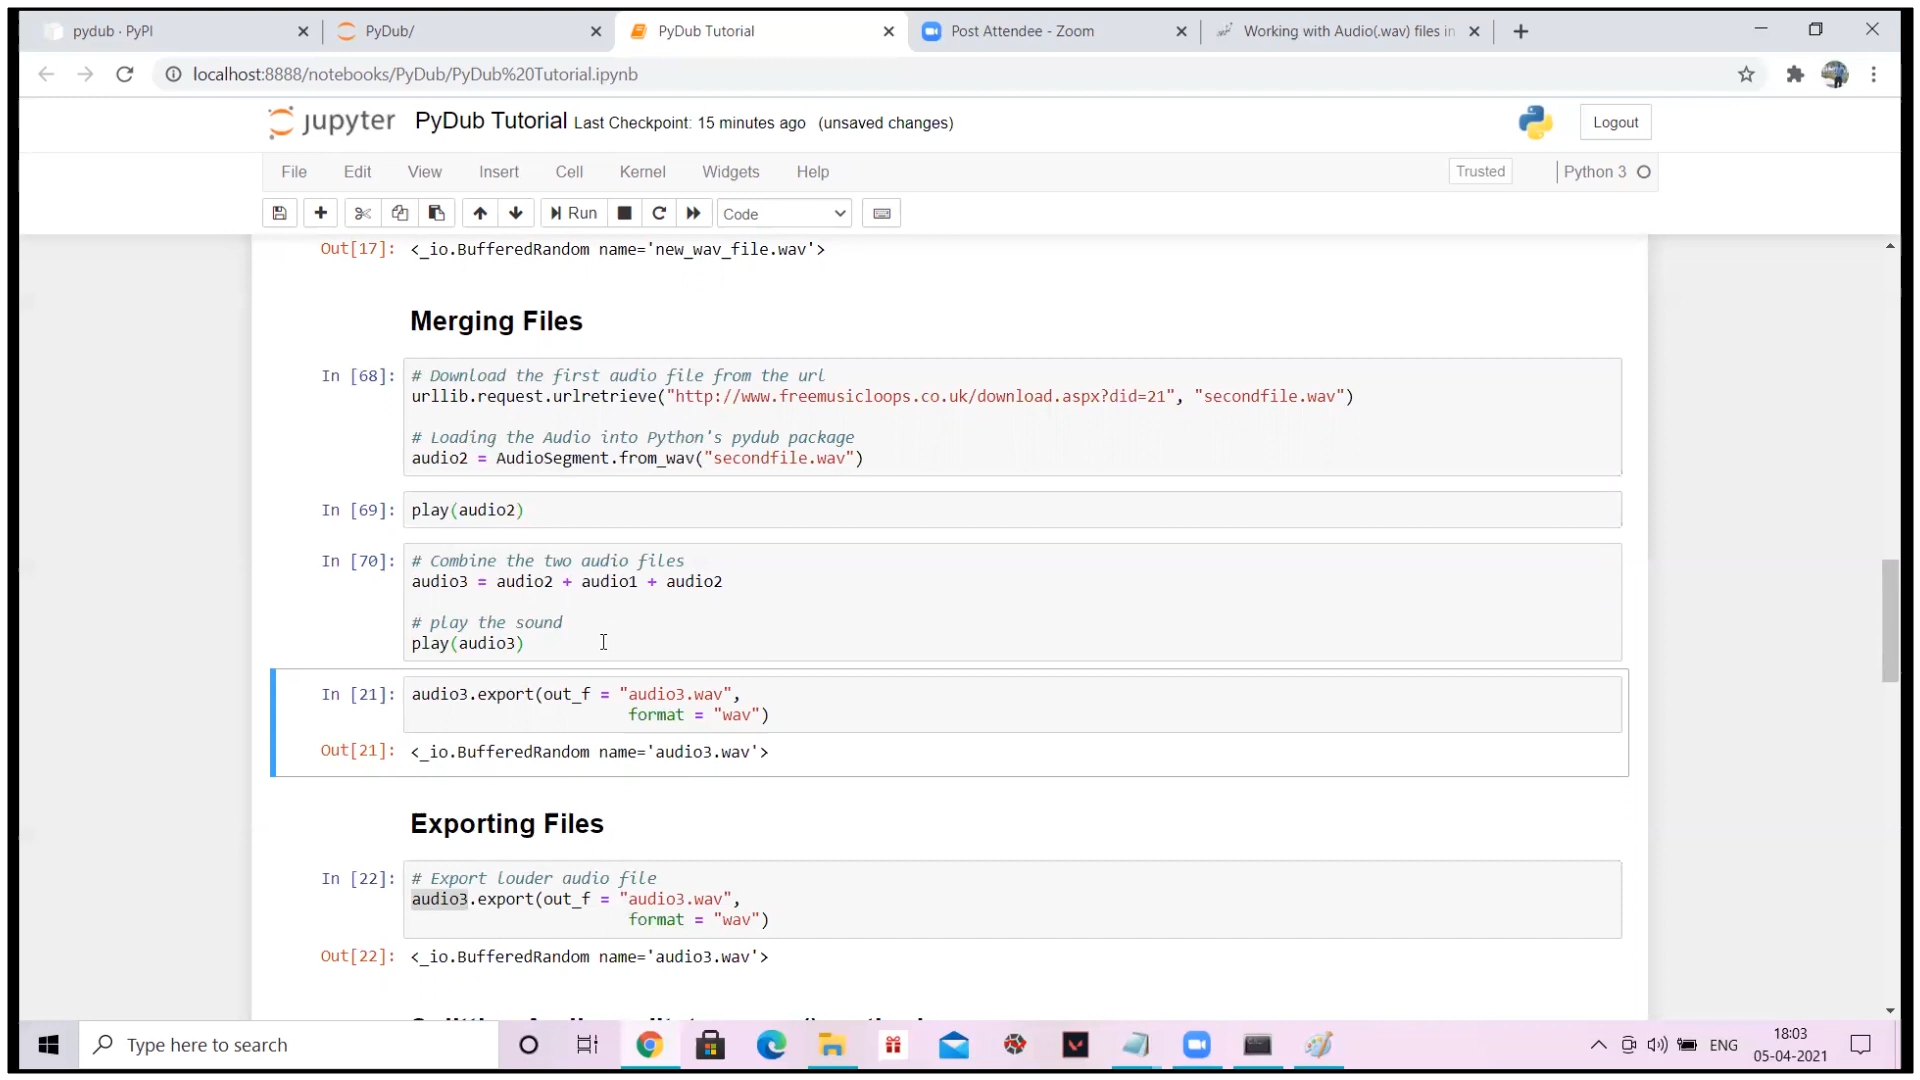 pydub · PyPI
PyDub/
PyDub Tutorial
Post Attendee - Zoom
Working with Audio(.wav) files in
localhost:8888/notebooks/PyDub/PyDub%20Tutorial.ipynb
jupyter PyDub Tutorial Last Checkpoint: 15 minutes ago (unsaved changes)
Logout
File Edit View Insert Cell Kernel Widgets Help
Trusted
Python 3
Run
Code
Out[17]: <_io.BufferedRandom name='new_wav_file.wav'>
Merging Files
In [68]: # Download the first audio file from the url
urllib.request.urlretrieve("http://www.freemusicloops.co.uk/download.aspx?did=21", "secondfile.wav")
# Loading the Audio into Python's pydub package
audio2 = AudioSegment.from_wav("secondfile.wav")
In [69]: play(audio2)
In [70]: # Combine the two audio files
audio3 = audio2 + audio1 + audio2
# play the sound
play(audio3)
In [21]: audio3.export(out_f = "audio3.wav",
format = "wav")
Out[21]: <_io.BufferedRandom name='audio3.wav'>
Exporting Files
In [22]: # Export louder audio file
audio3.export(out_f = "audio3.wav",
format = "wav")
Out[22]: <_io.BufferedRandom name='audio3.wav'>
Type here to search
ENG
18:03
05-04-2021